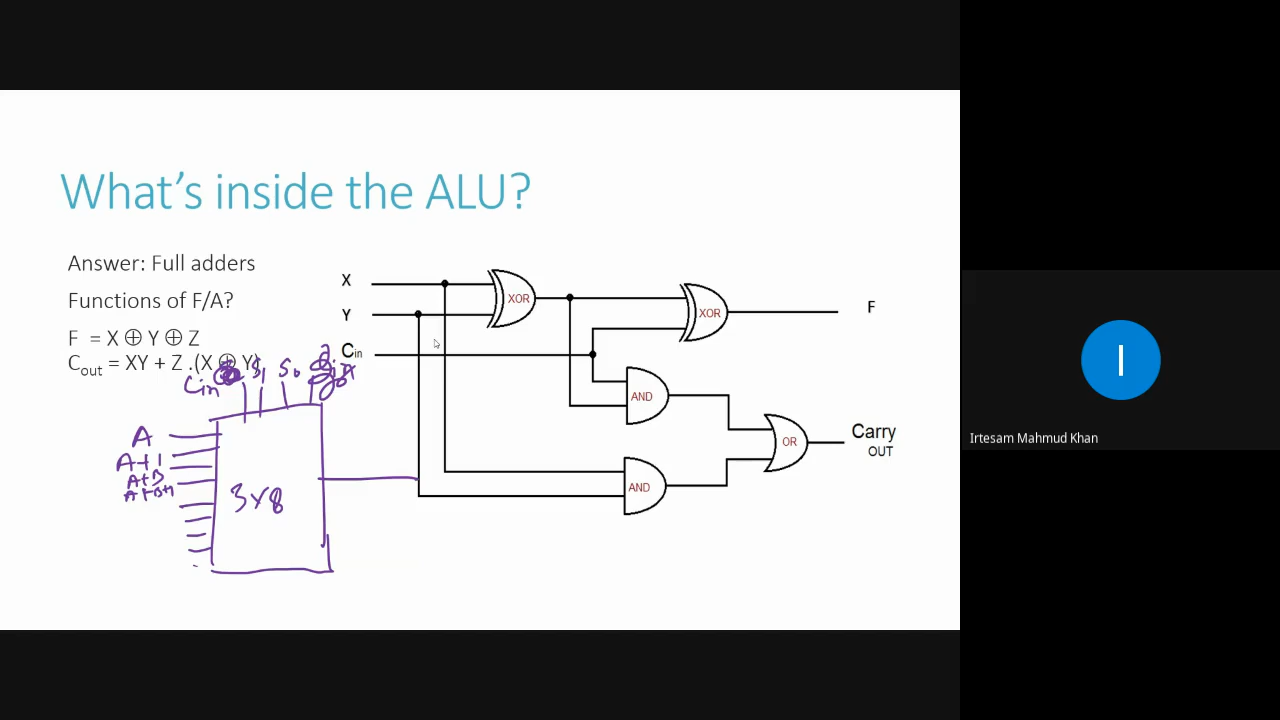 What's inside the ALU?
Answer: Full adders
Functions of F/A?
F = X ⊕ Y ⊕ Z
Cout = XY + Z .(X ⊕ Y)
X
Y
Cin
XOR
XOR
F
AND
AND
OR
Carry
OUT
Cin S1 S0
A
A+1
A+B
A+B+1
3x8
I
Irtesam Mahmud Khan